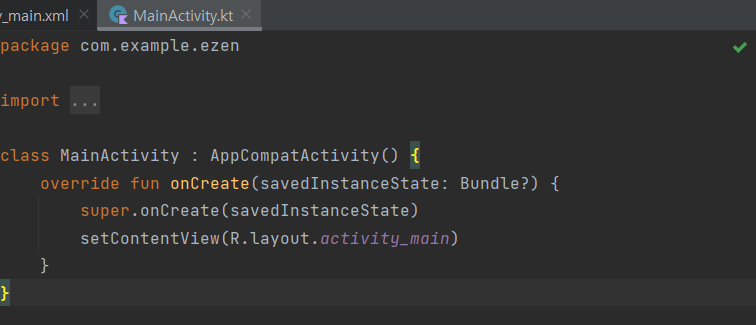 y_main.xml MainActivity.kt
package com.example.ezen
import ...
class MainActivity : AppCompatActivity() {
override fun onCreate(savedInstanceState: Bundle?) {
super.onCreate(savedInstanceState)
setContentView(R.layout.activity_main)
}
}